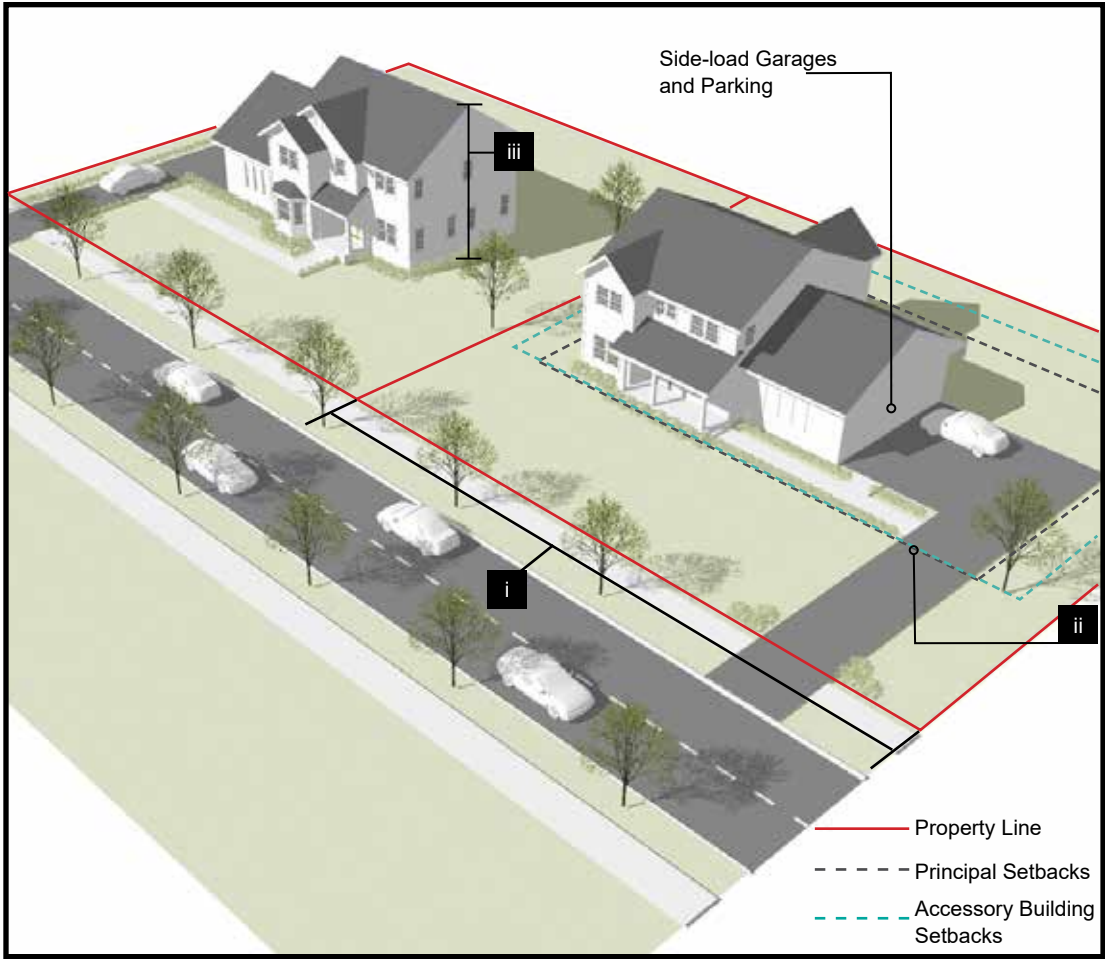 Side-load Garages
and Parking
iii
i
ii
Property Line
Principal Setbacks
Accessory Building
Setbacks